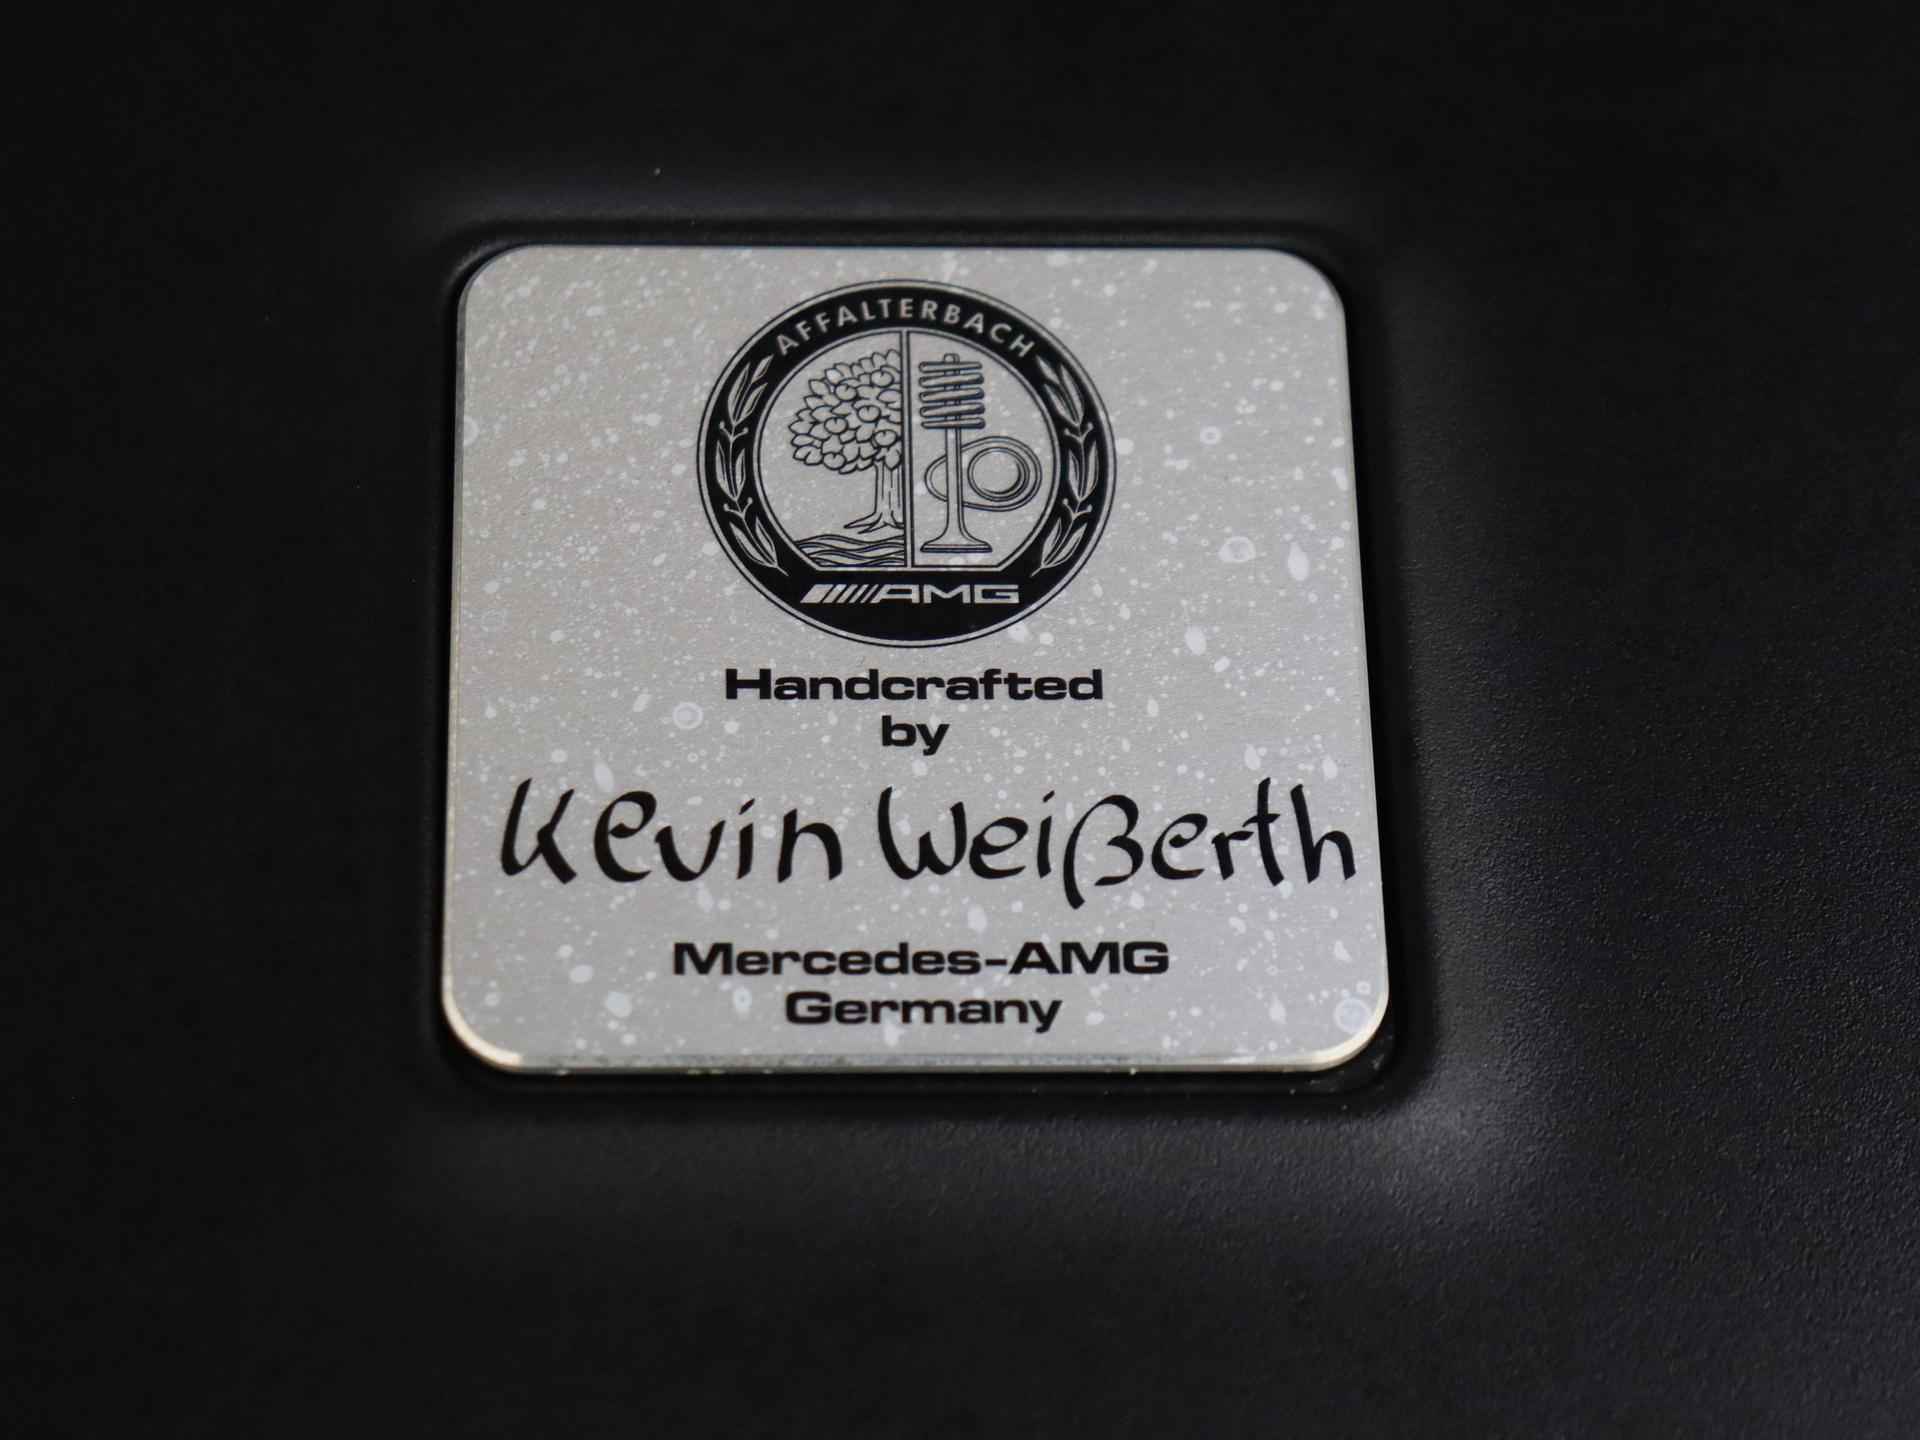 AFFALTERBACH
AMG
Handcrafted
by
Kevin Weißerth
Mercedes-AMG
Germany